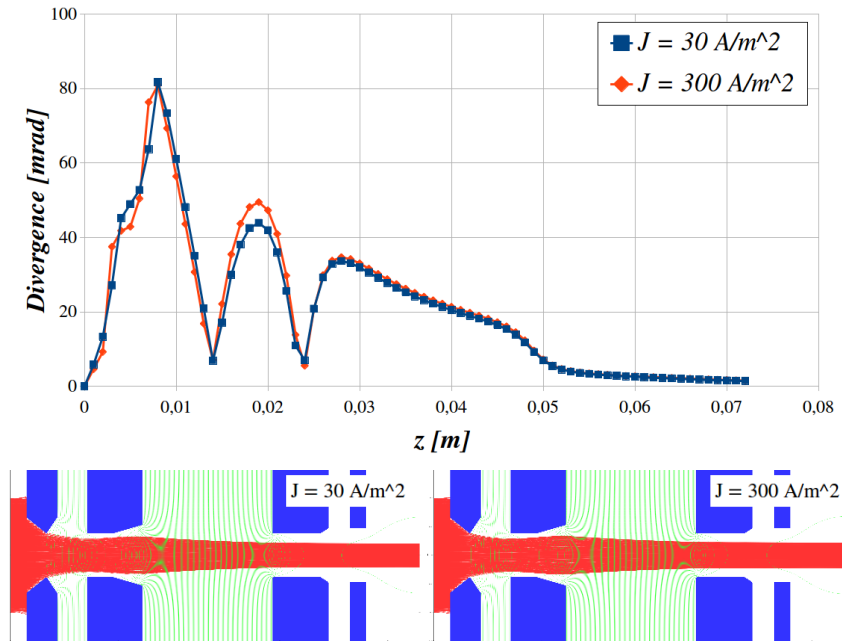 100
80
60
40
20
0
Divergence [mrad]
J = 30 A/m^2
J = 300 A/m^2
0 0,01 0,02 0,03 0,04 0,05 0,06 0,07 0,08
z [m]
J = 30 A/m^2
J = 300 A/m^2